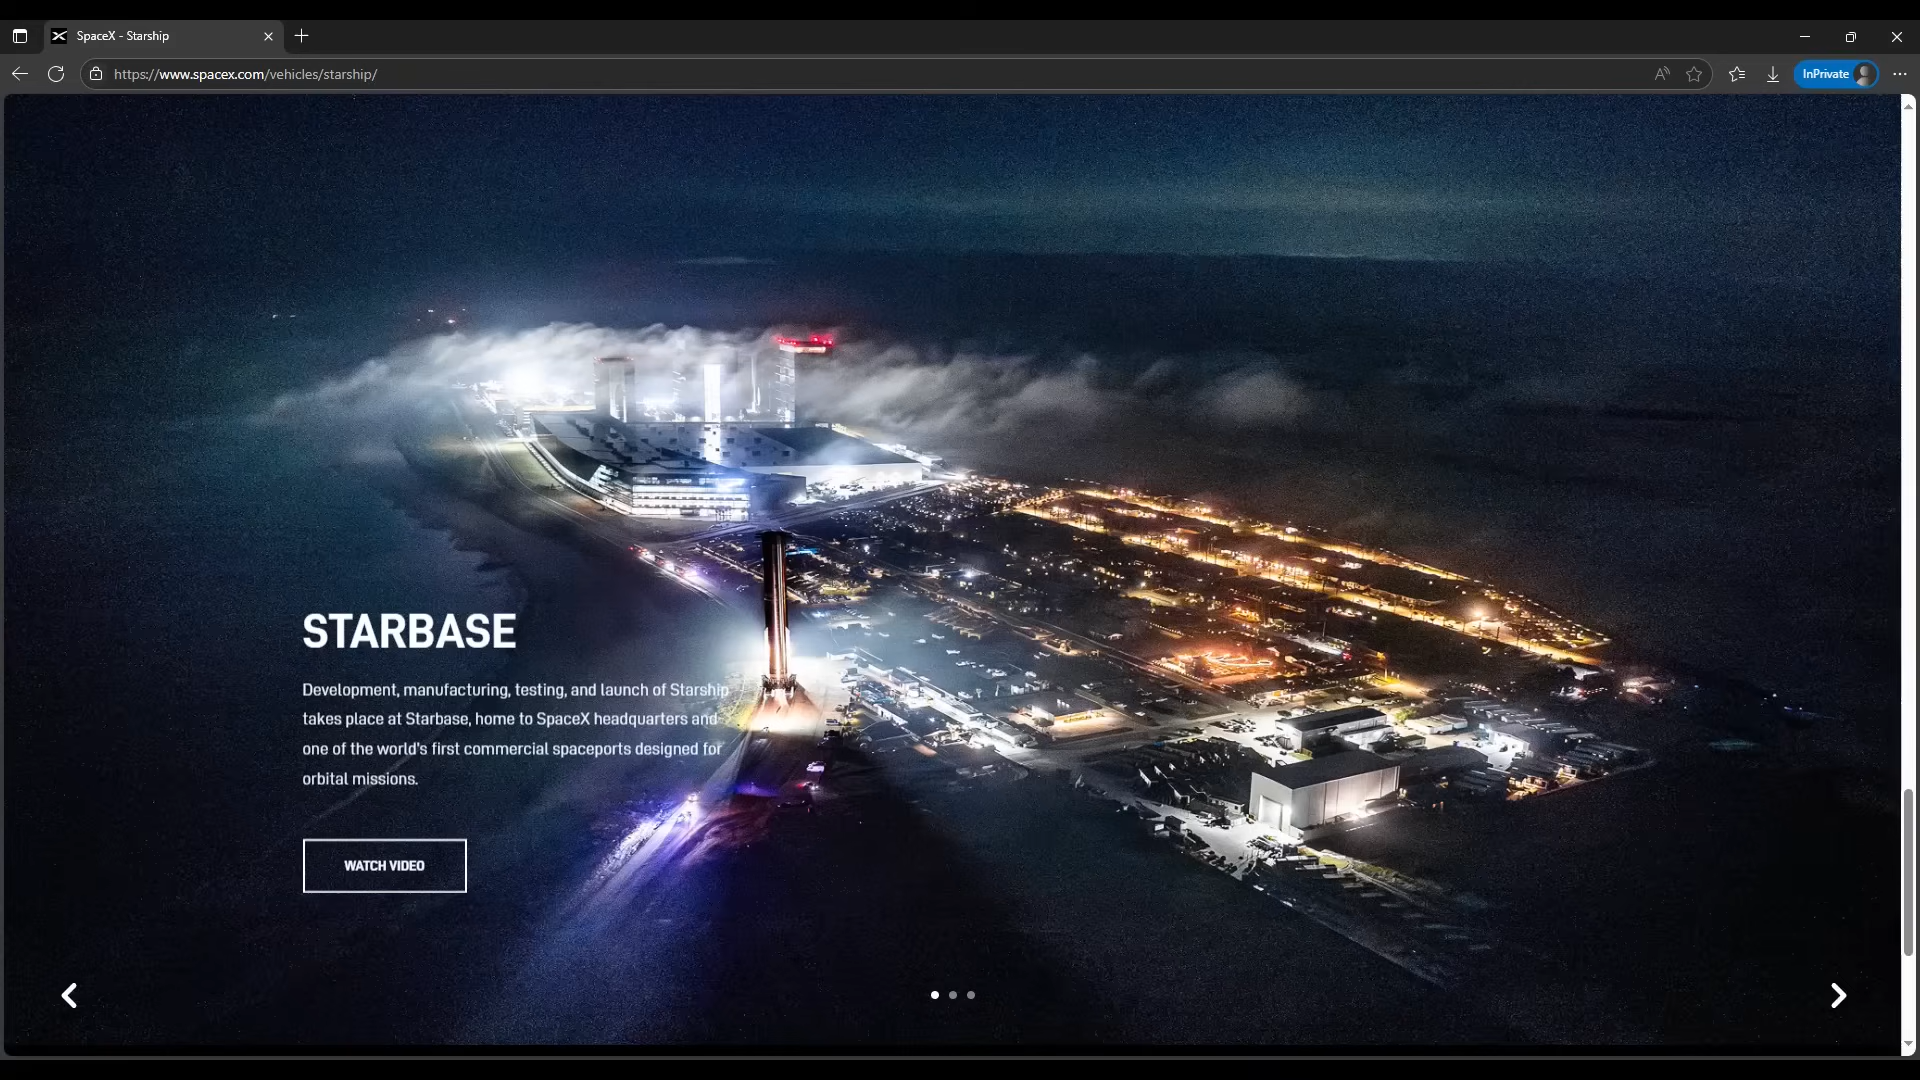 SpaceX - Starship
https://www.spacex.com/vehicles/starship/
InPrivate
STARBASE
Development, manufacturing, testing, and launch of Starship
takes place at Starbase, home to SpaceX headquarters and
one of the world's first commercial spaceports designed for
orbital missions.
WATCH VIDEO